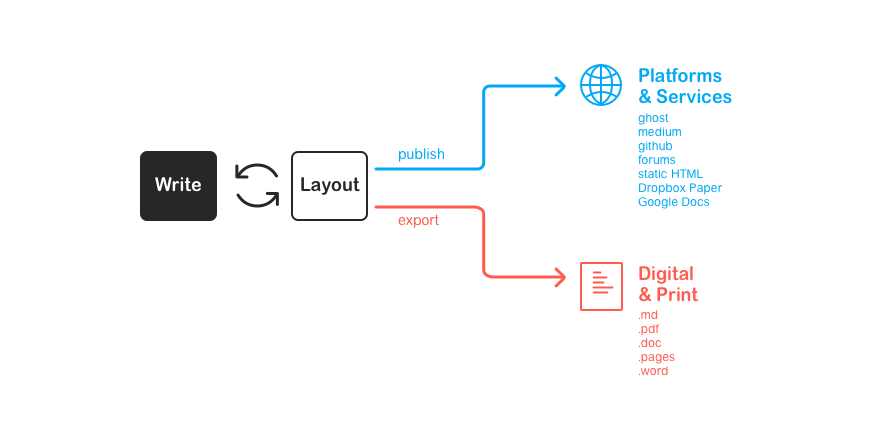 Write
Layout
publish
export
Platforms
& Services
ghost
medium
github
forums
static HTML
Dropbox Paper
Google Docs
Digital
& Print
.md
.pdf
.doc
.pages
.word